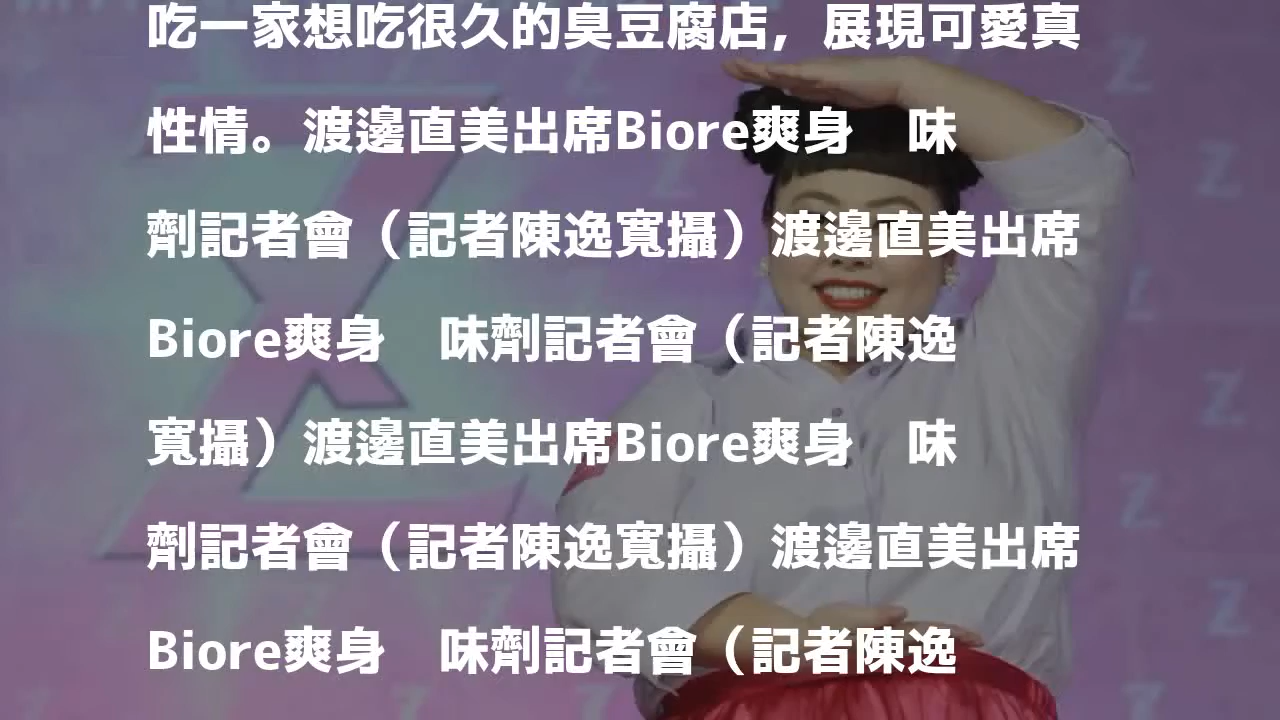 吃一家想吃很久的臭豆腐店，展現可愛真
性情。渡邊直美出席Biore爽身　味
劑記者會（記者陳逸寬攝）渡邊直美出席
Biore爽身　味劑記者會（記者陳逸
寬攝）渡邊直美出席Biore爽身　味
劑記者會（記者陳逸寬攝）渡邊直美出席
Biore爽身　味劑記者會（記者陳逸